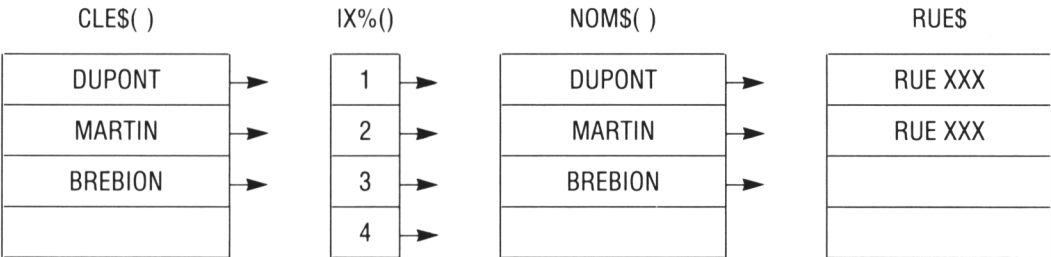 CLE$( ) IX%() NOM$( ) RUE$
DUPONT 1 DUPONT RUE XXX
MARTIN 2 MARTIN RUE XXX
BREBION 3 BREBION
4